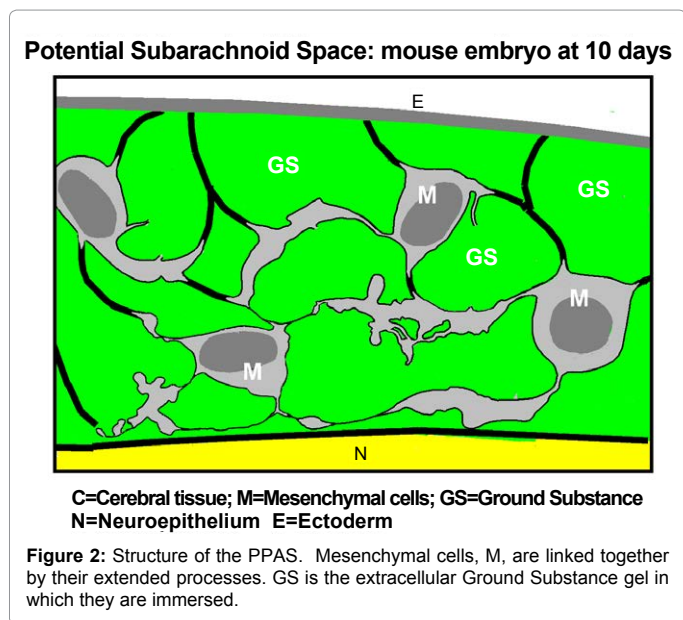 Potential Subarachnoid Space: mouse embryo at 10 days
E
GS
M
GS
GS
M
M
N
C=Cerebral tissue; M=Mesenchymal cells; GS=Ground Substance
N=Neuroepithelium E=Ectoderm
Figure 2: Structure of the PPAS. Mesenchymal cells, M, are linked together
by their extended processes. GS is the extracellular Ground Substance gel in
which they are immersed.